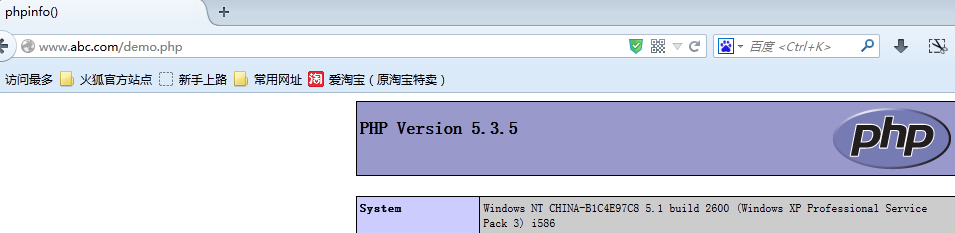 phpinfo()
www.abc.com/demo.php
百度 <Ctrl+K>
访问最多 火狐官方站点 新手上路 常用网址 淘 爱淘宝（原淘宝特卖）
PHP Version 5.3.5
php
System Windows NT CHINA-B1C4E97C8 5.1 build 2600 (Windows XP Professional Service
Pack 3) i586